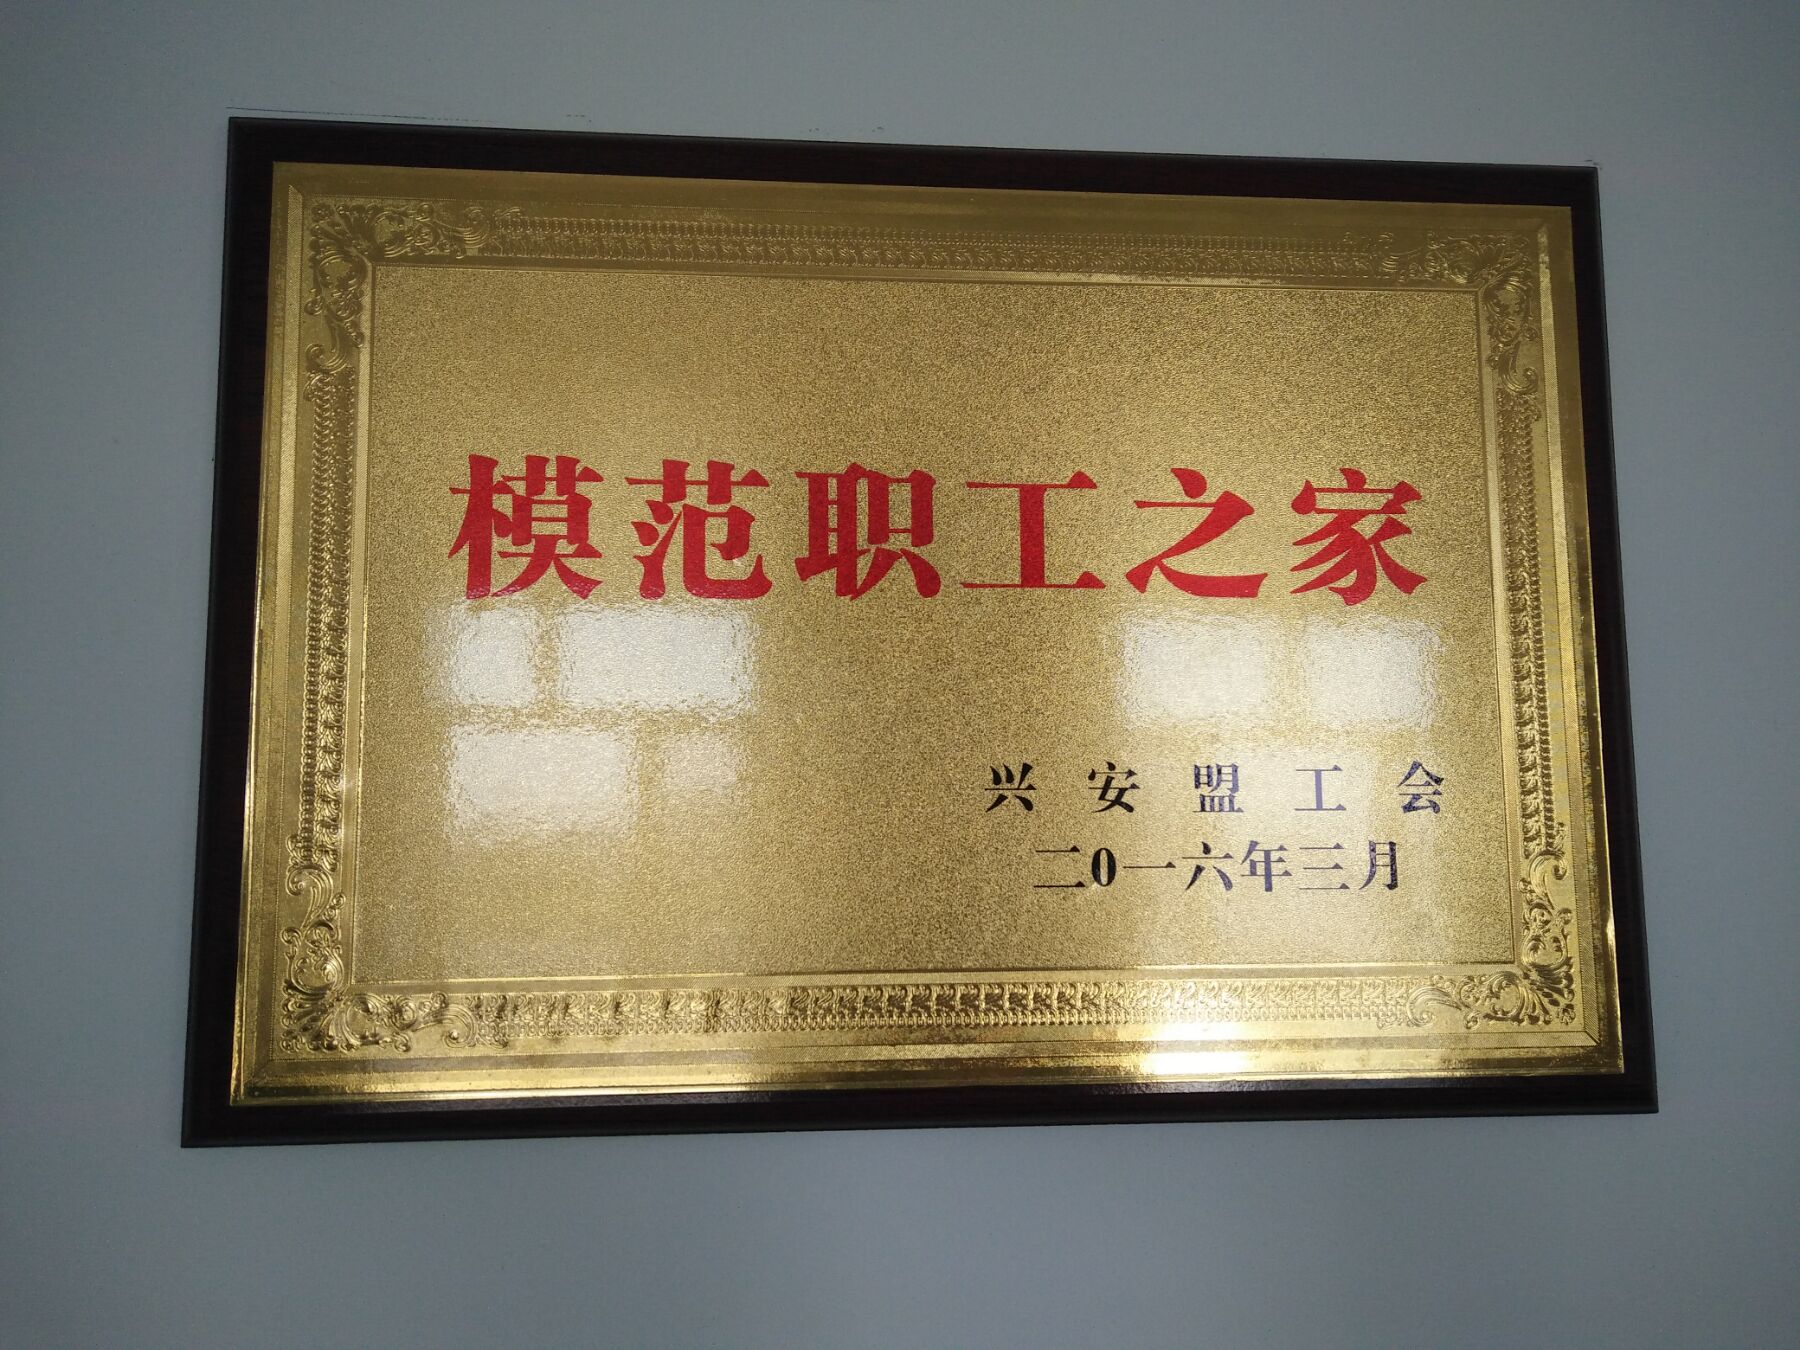 模范职工之家
兴安盟工会
二0一六年三月